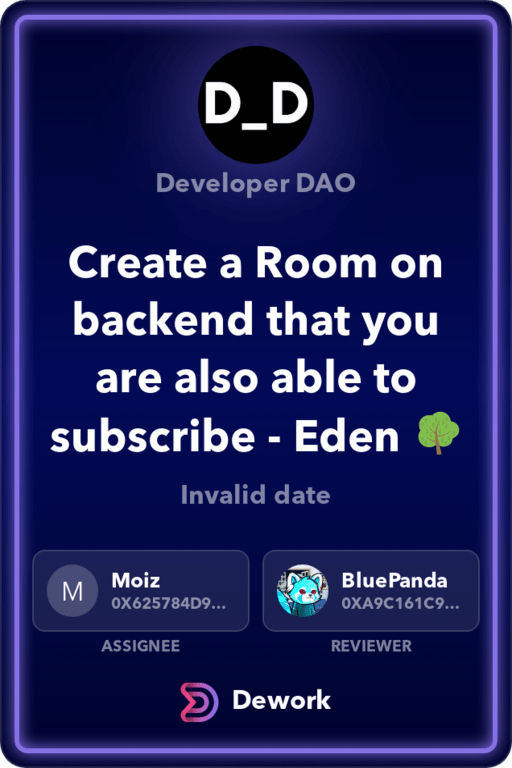 D_D
Developer DAO
Create a Room on
backend that you
are also able to
subscribe - Eden 🌳
Invalid date
M
Moiz
0X625784D9...
BluePanda
0XA9C161C9...
ASSIGNEE
REVIEWER
Dework